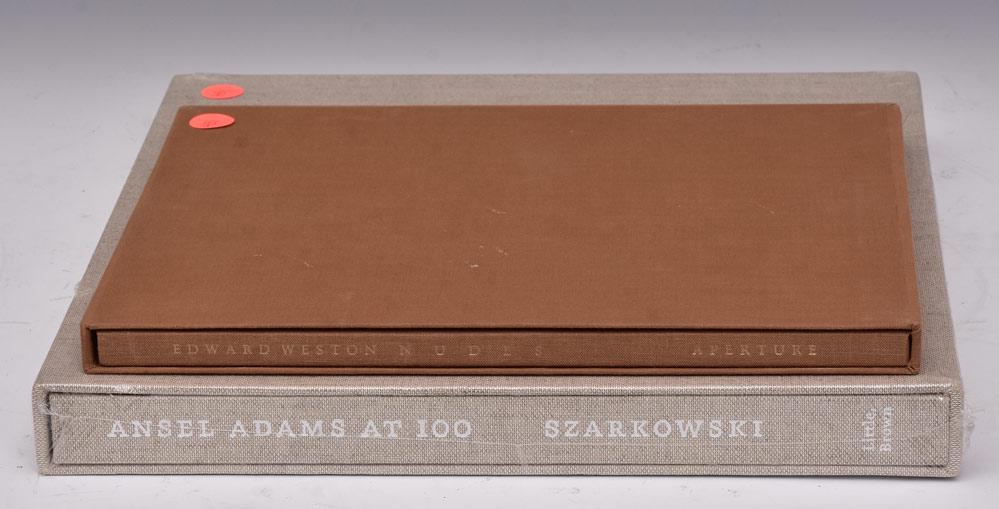 EDWARD WESTON NUDES APERTURE
ANSEL ADAMS AT 100 SZARKOWSKI
Little,
Brown